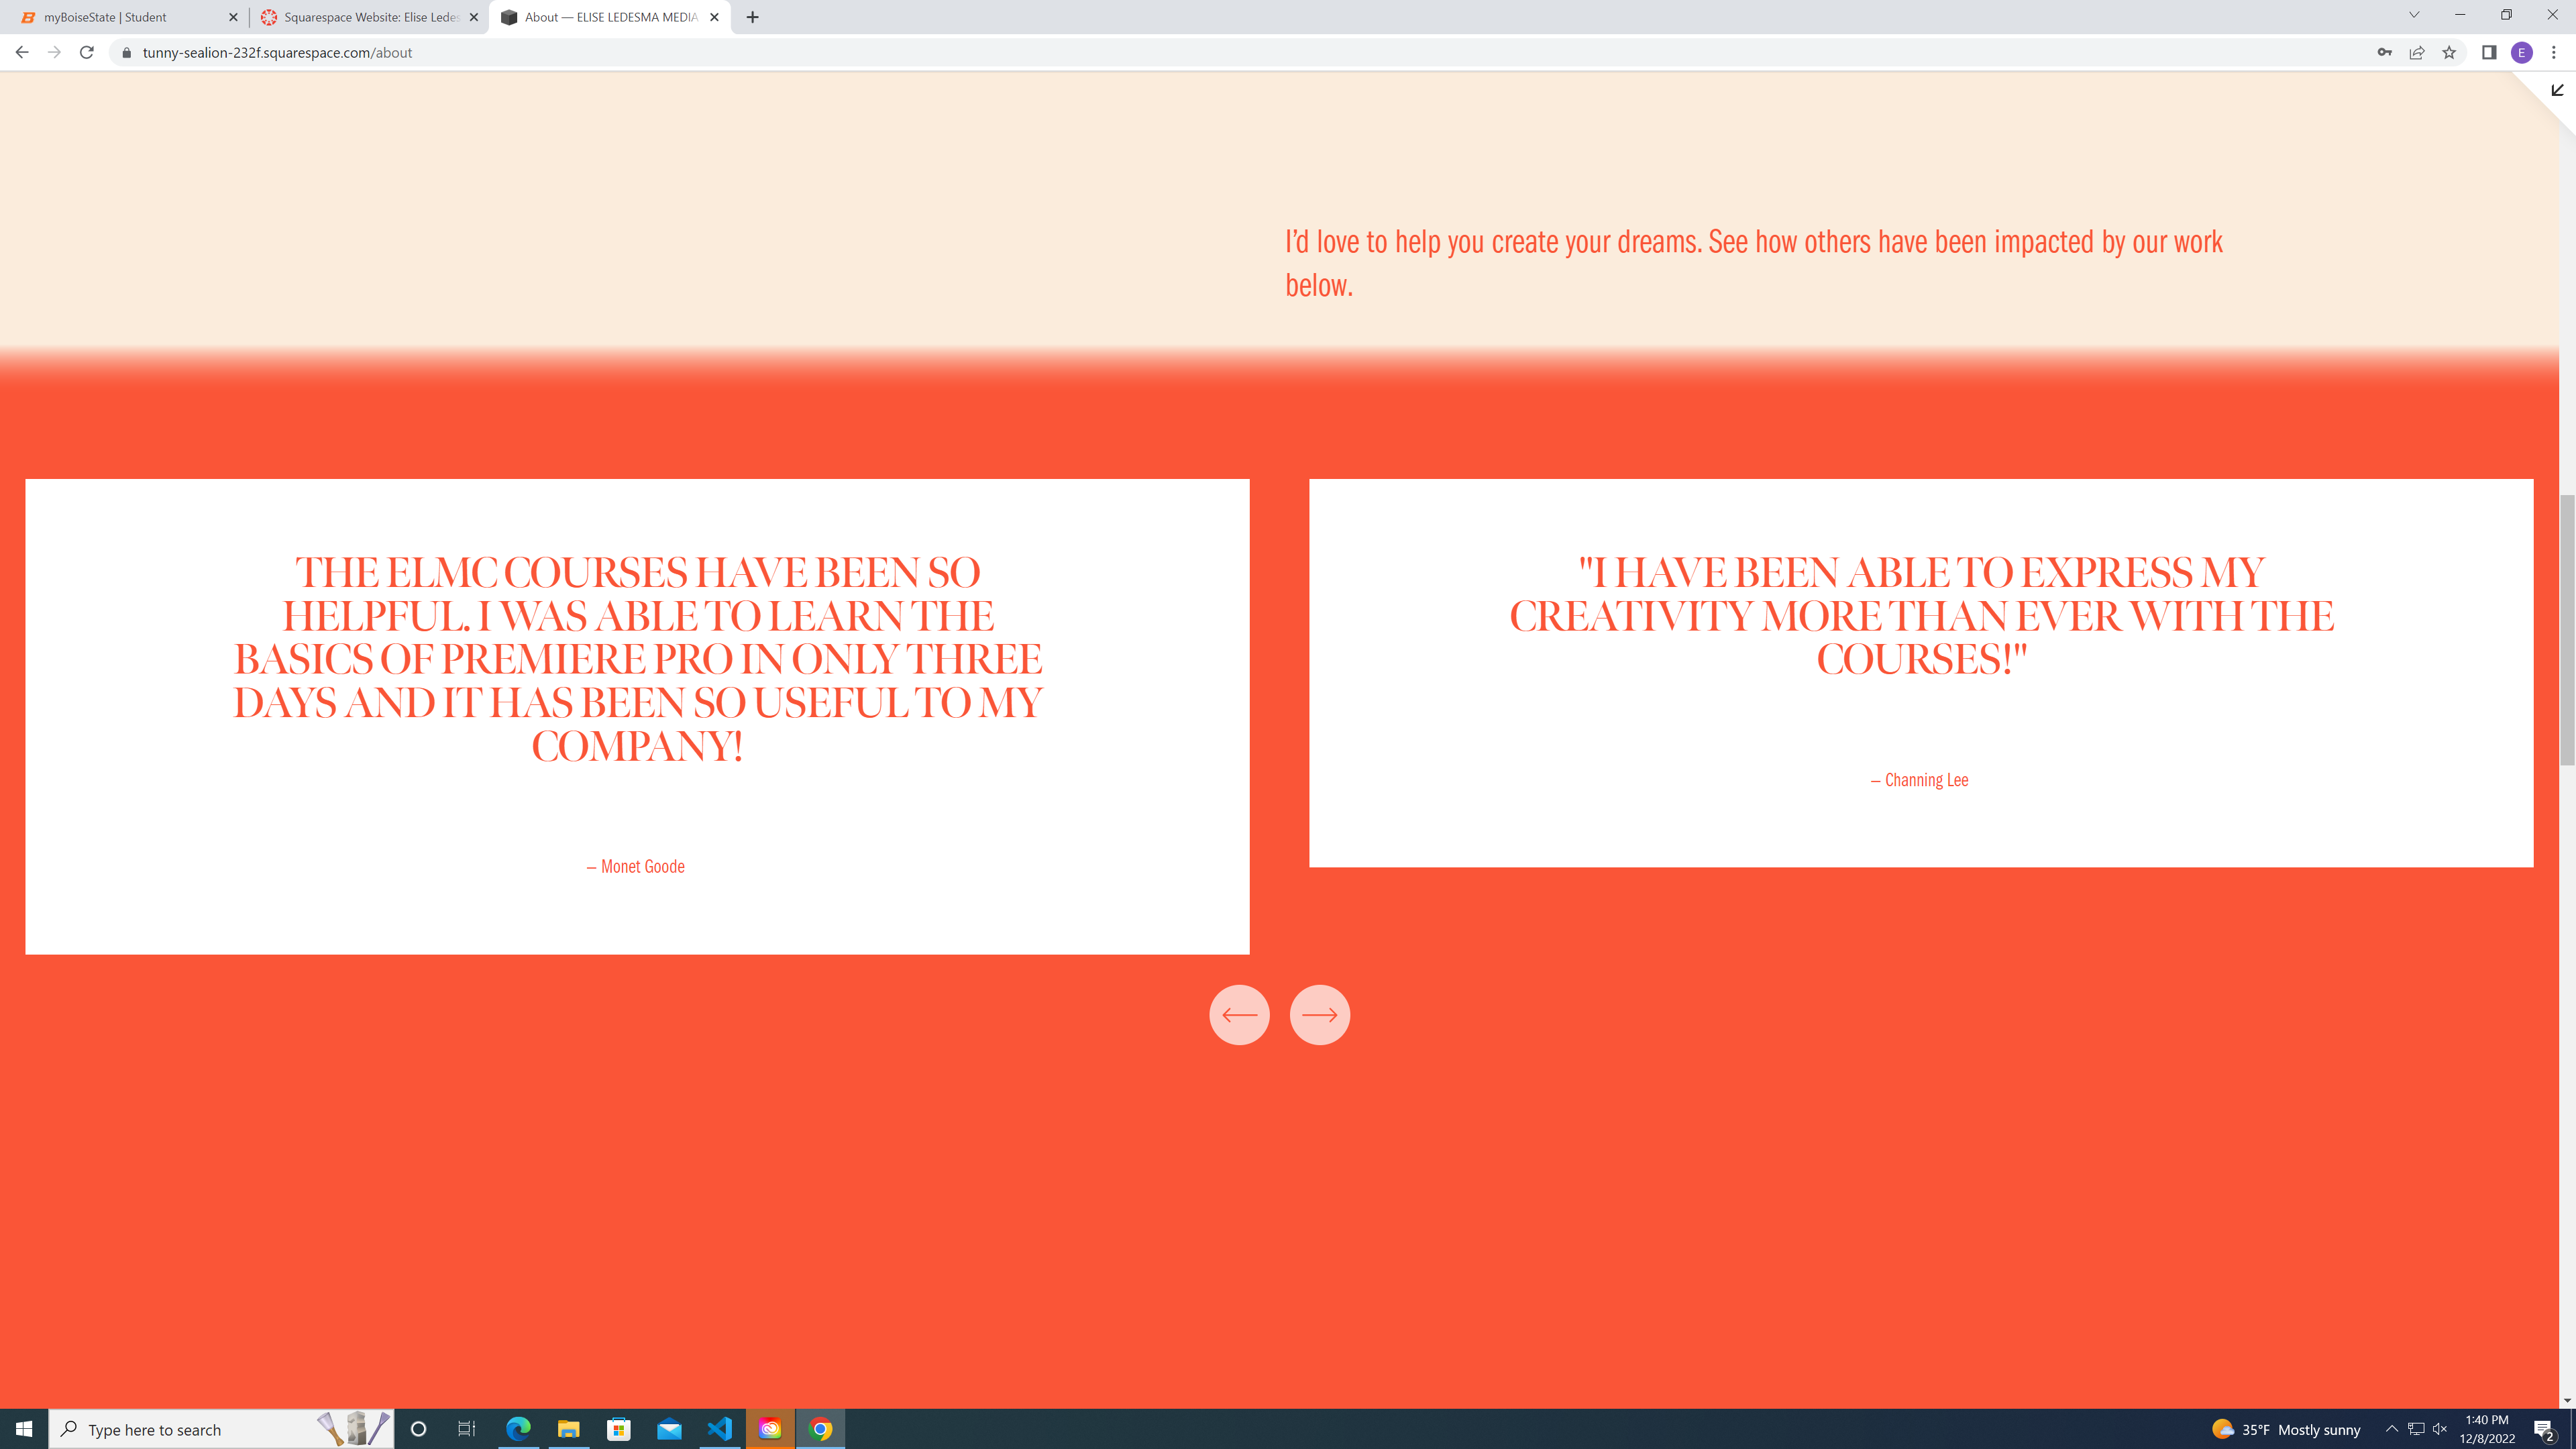 myBoiseState | Student
Squarespace Website: Elise Ledes
About — ELISE LEDESMA MEDIA
tunny-sealion-232f.squarespace.com/about
E
I’d love to help you create your dreams. See how others have been impacted by our work
below.
THE ELMC COURSES HAVE BEEN SO
HELPFUL. I WAS ABLE TO LEARN THE
BASICS OF PREMIERE PRO IN ONLY THREE
DAYS AND IT HAS BEEN SO USEFUL TO MY
COMPANY!
— Monet Goode
"I HAVE BEEN ABLE TO EXPRESS MY
CREATIVITY MORE THAN EVER WITH THE
COURSES!"
— Channing Lee
Type here to search
35°F Mostly sunny
1:40 PM
12/8/2022
2